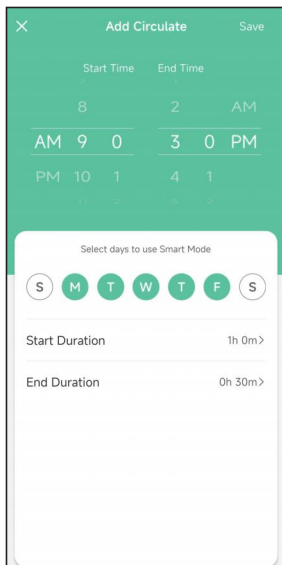 Add Circulate Save
Start Time End Time
8 2 AM
AM 9 0 3 0 PM
PM 10 1 4 1
Select days to use Smart Mode
S M T W T F S
Start Duration 1h 0m>
End Duration 0h 30m>